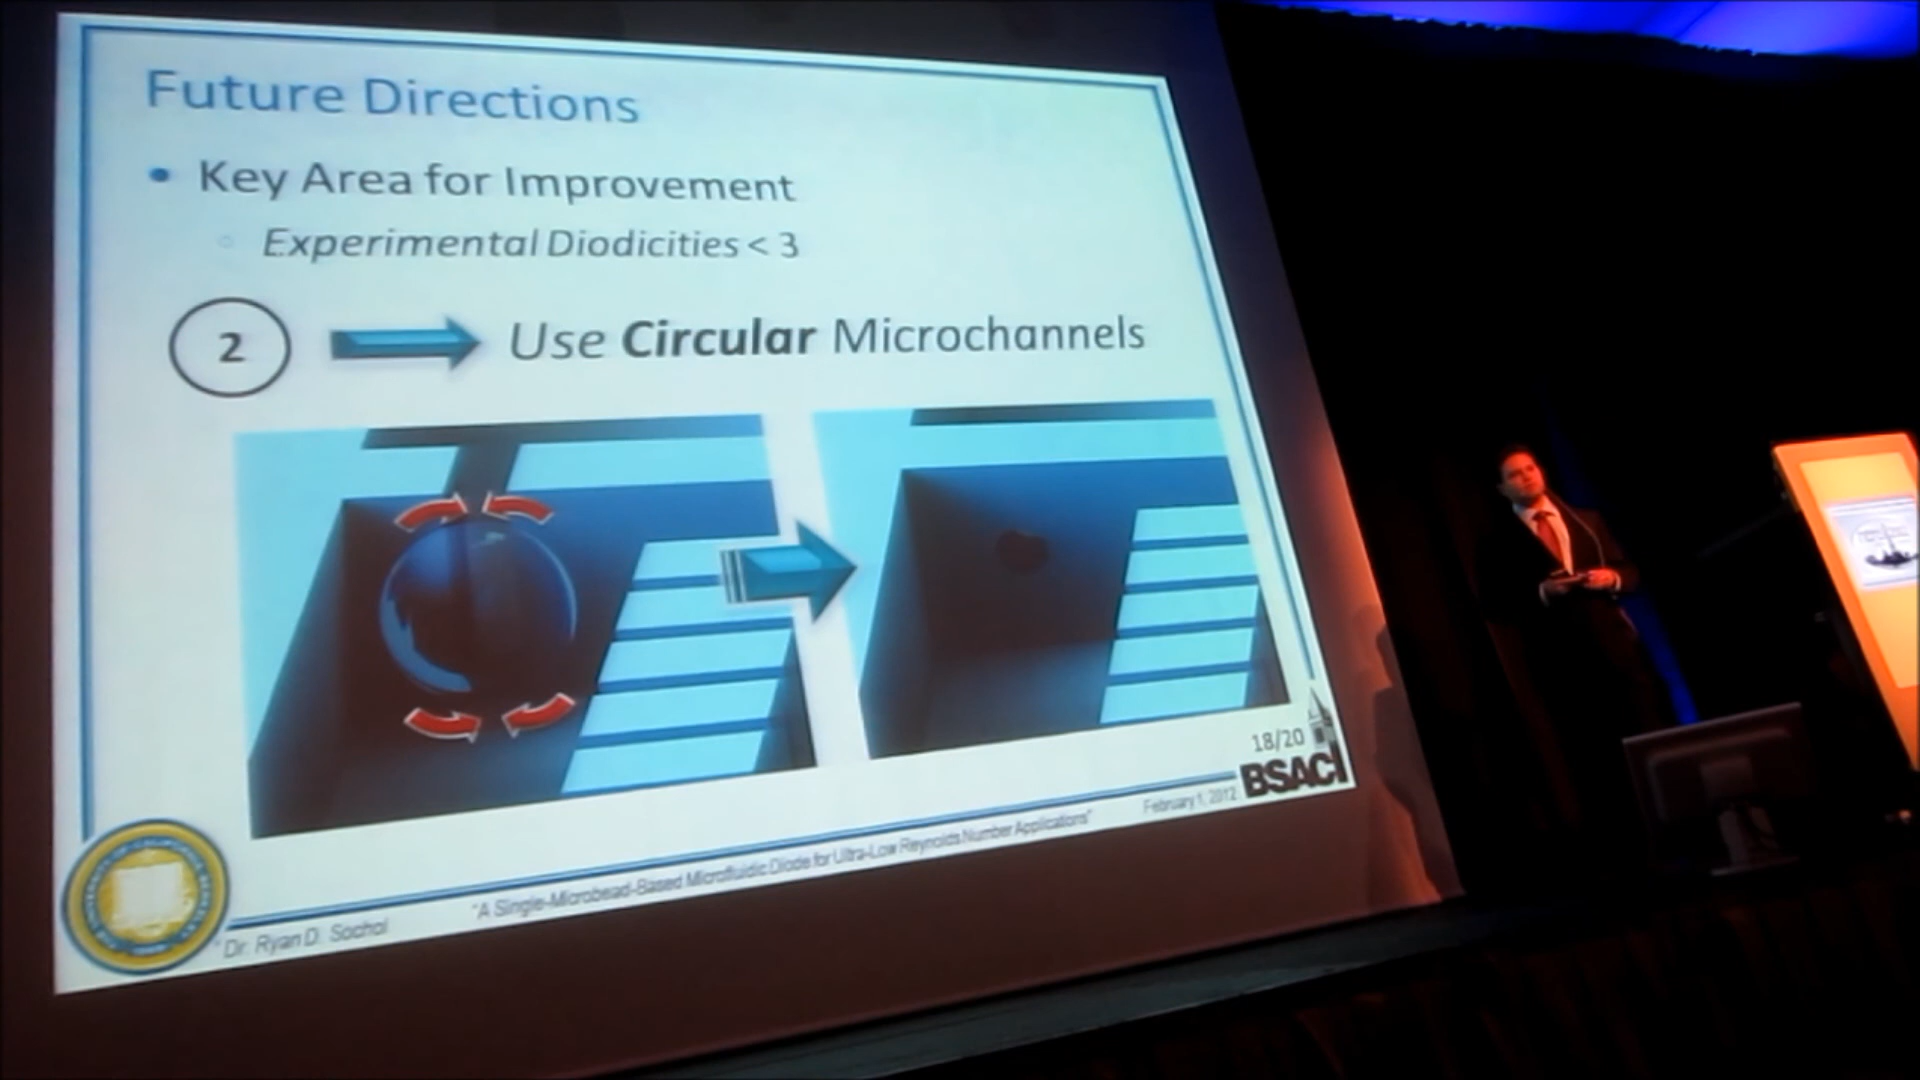 Future Directions
• Key Area for Improvement
○ Experimental Diodicities < 3
2 Use Circular Microchannels
18/20
BSAC
February 1, 2012
"A Single-Microbead-Based Microfluidic Diode for Ultra-Low Reynolds Number Applications"
Dr. Ryan D. Sochol